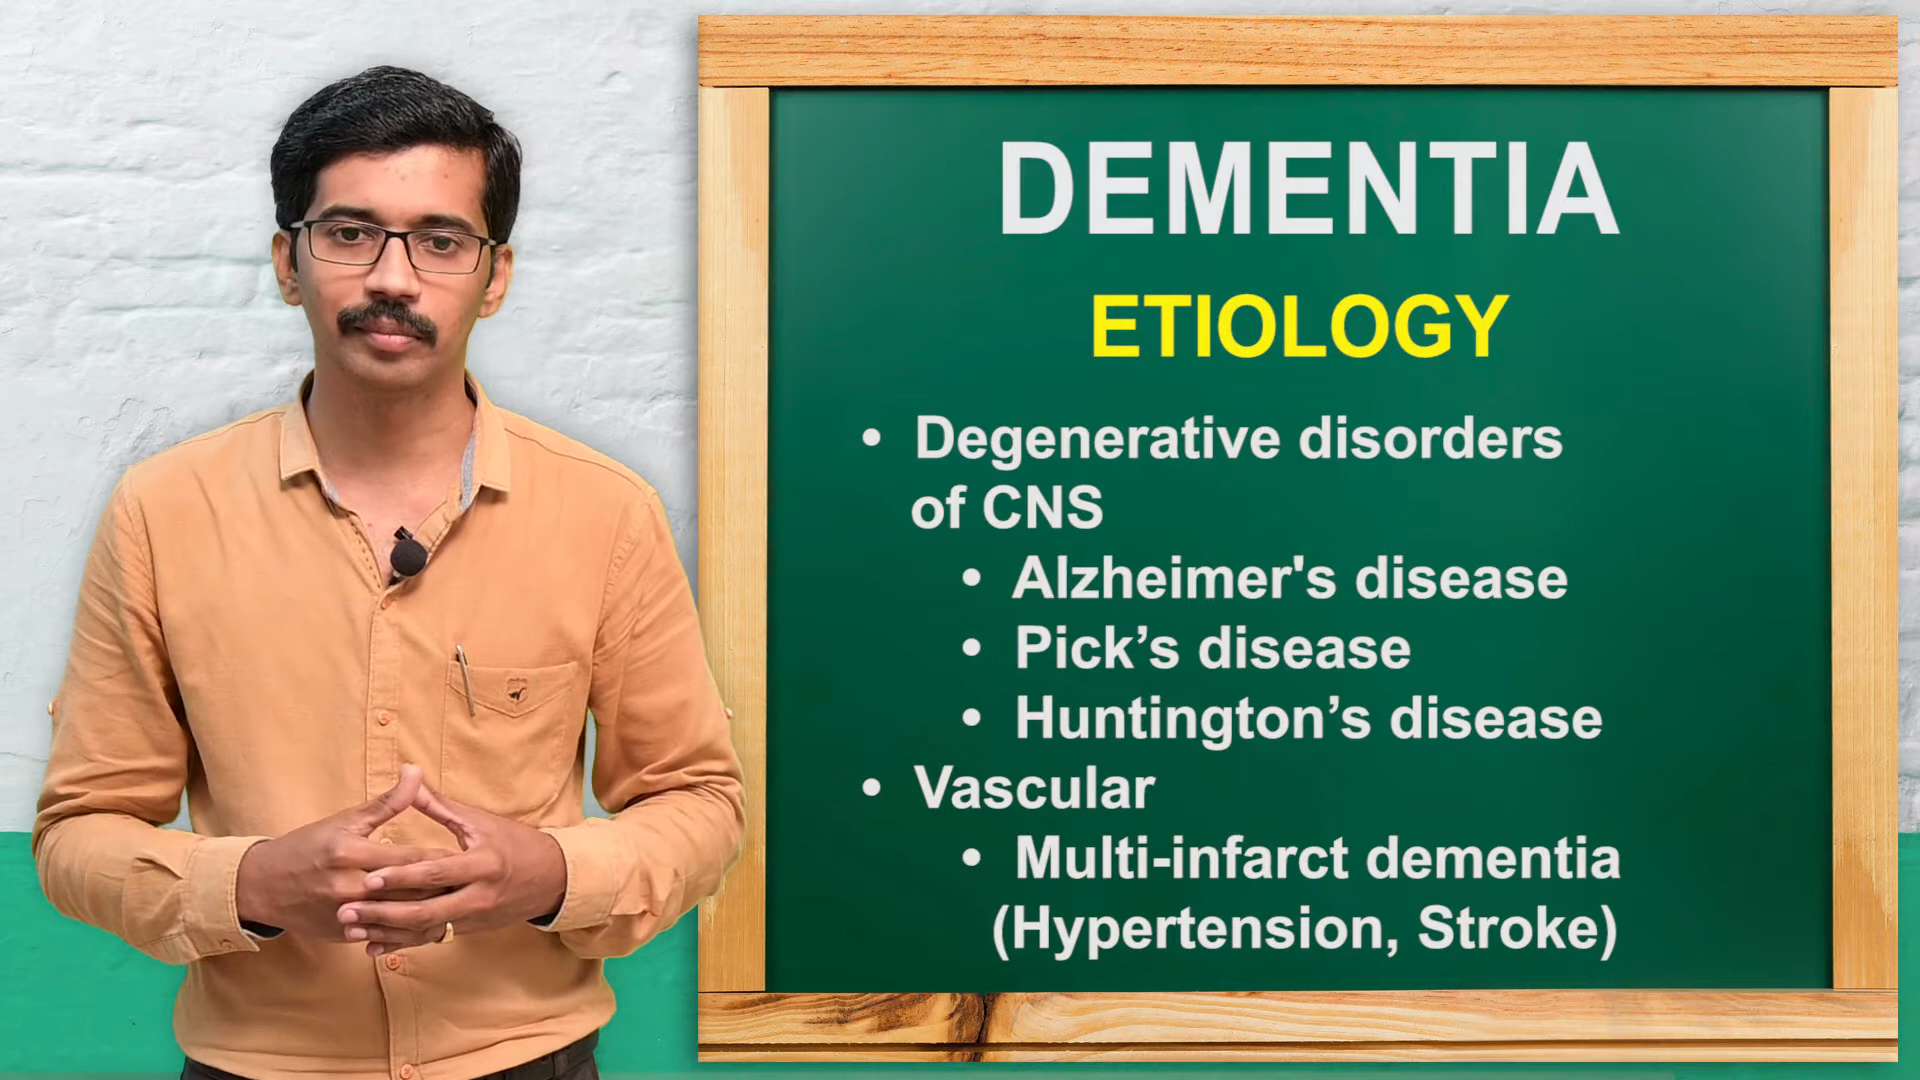 DEMENTIA
ETIOLOGY
• Degenerative disorders
of CNS
• Alzheimer's disease
• Pick’s disease
• Huntington’s disease
• Vascular
• Multi-infarct dementia
(Hypertension, Stroke)